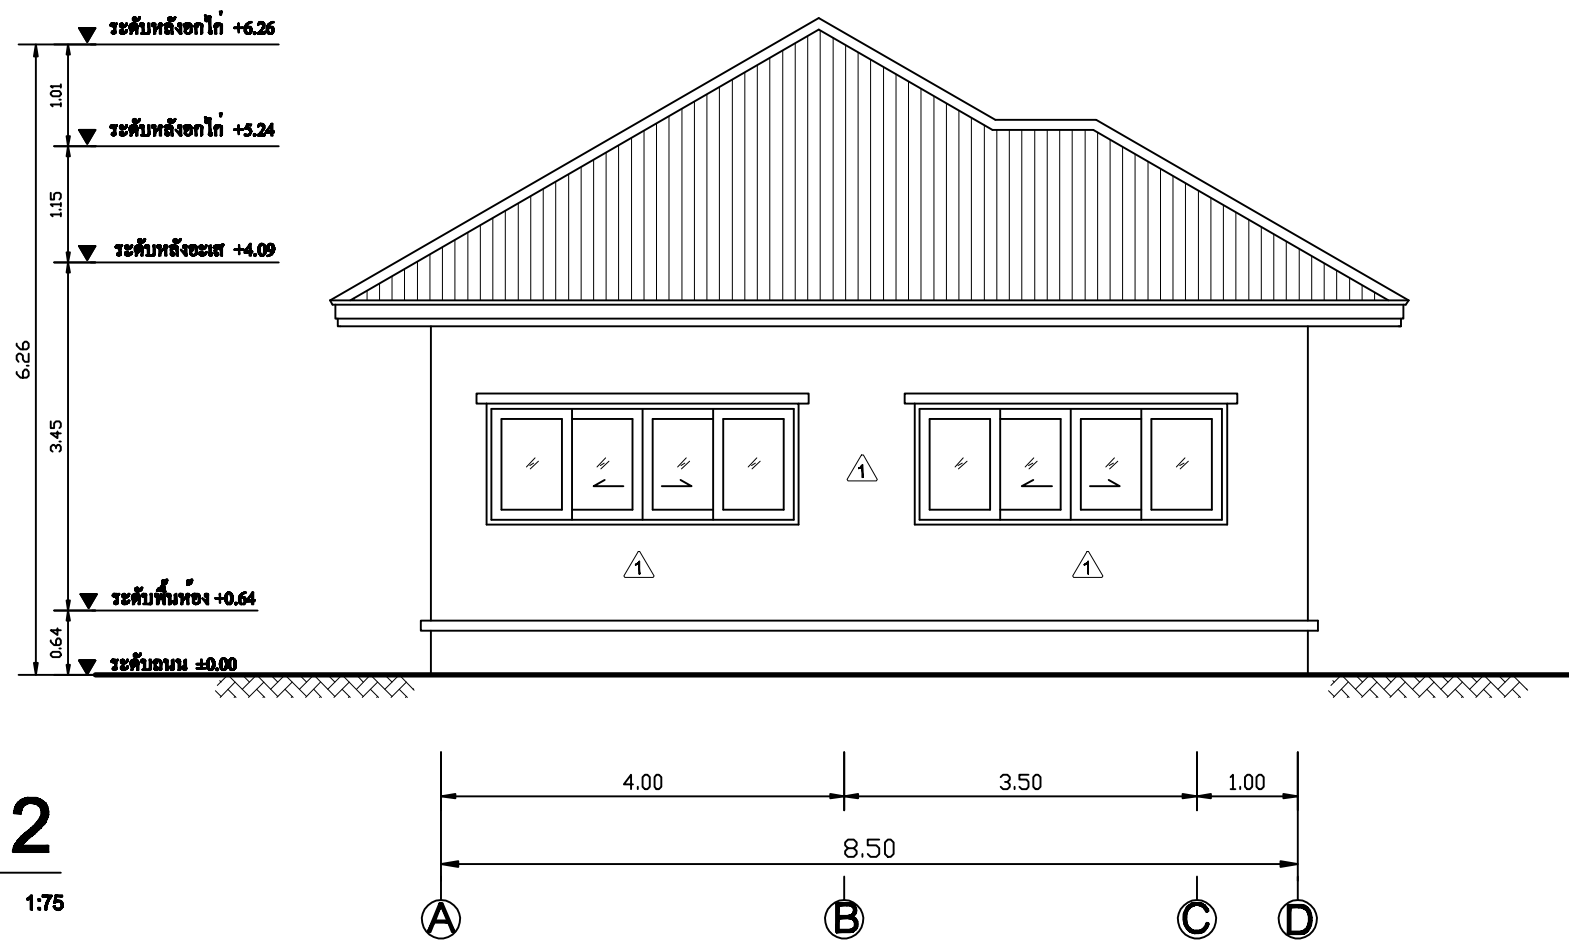 ระดับหลังอกไก่ +6.26
1.01
ระดับหลังอกไก่ +5.24
1.15
ระดับหลังอะเส +4.09
6.26
3.45
1
1 1
ระดับพื้นห้อง +0.64
0.64
ระดับถนน ±0.00
4.00 3.50 1.00
2
8.50
1:75
A B C D